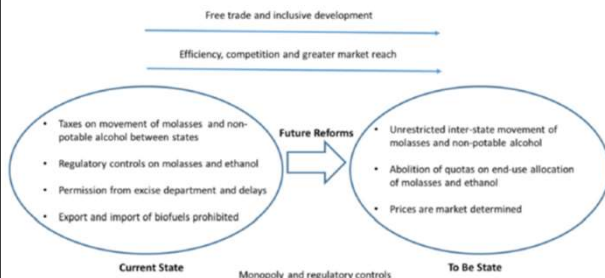 Free trade and inclusive development
Efficiency, competition and greater market reach
• Taxes on movement of molasses and non-
potable alcohol between states
• Regulatory controls on molasses and ethanol
• Permission from excise department and delays
• Export and import of biofuels prohibited
Future Reforms
• Unrestricted inter-state movement of
molasses and non-potable alcohol
• Abolition of quotas on end-use allocation
of molasses and ethanol
• Prices are market determined
Current State
To Be State
Monopoly and regulatory controls